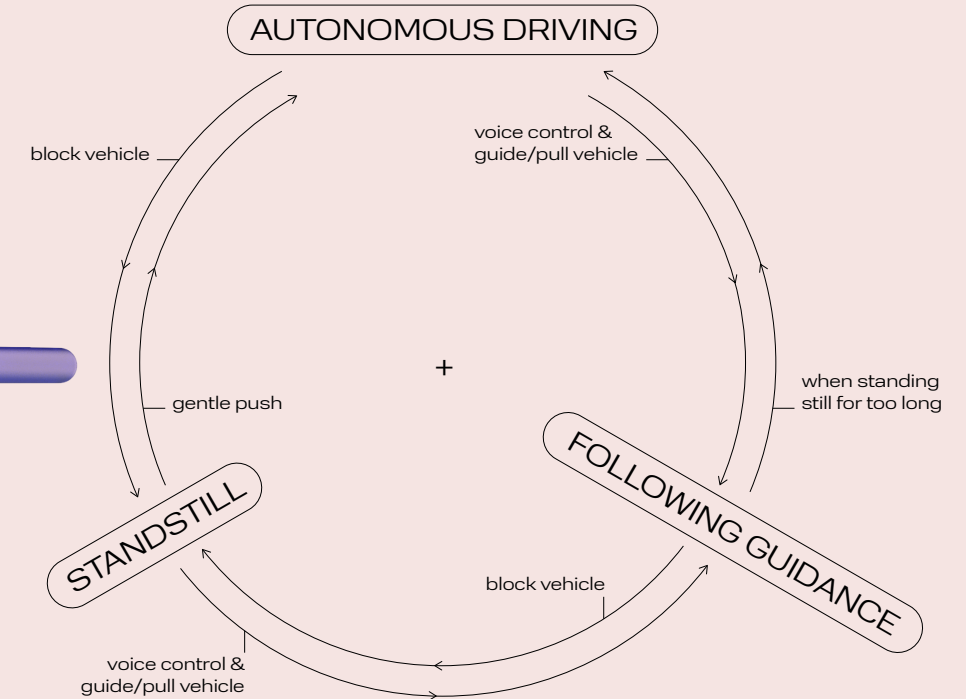 AUTONOMOUS DRIVING
block vehicle
voice control &
guide/pull vehicle
gentle push
when standing
still for too long
STANDSTILL
FOLLOWING GUIDANCE
block vehicle
voice control &
guide/pull vehicle